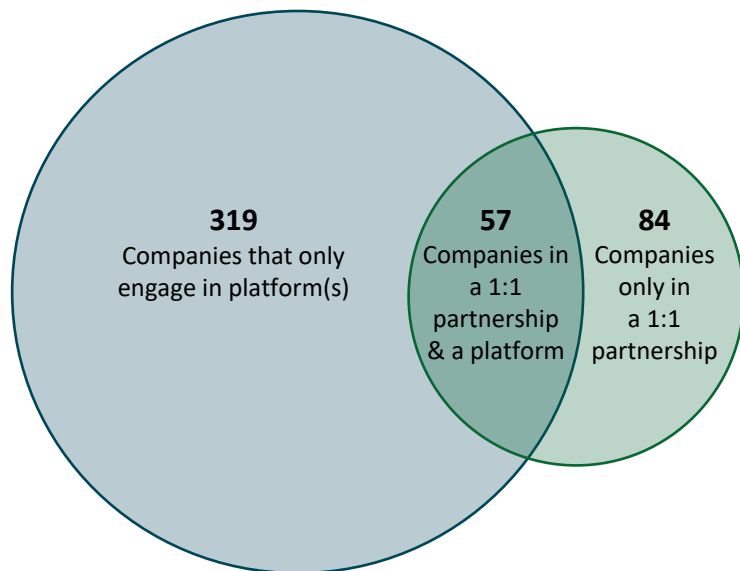 319
Companies that only
engage in platform(s)
57
Companies in
a 1:1
partnership
& a platform
84
Companies
only in
a 1:1
partnership